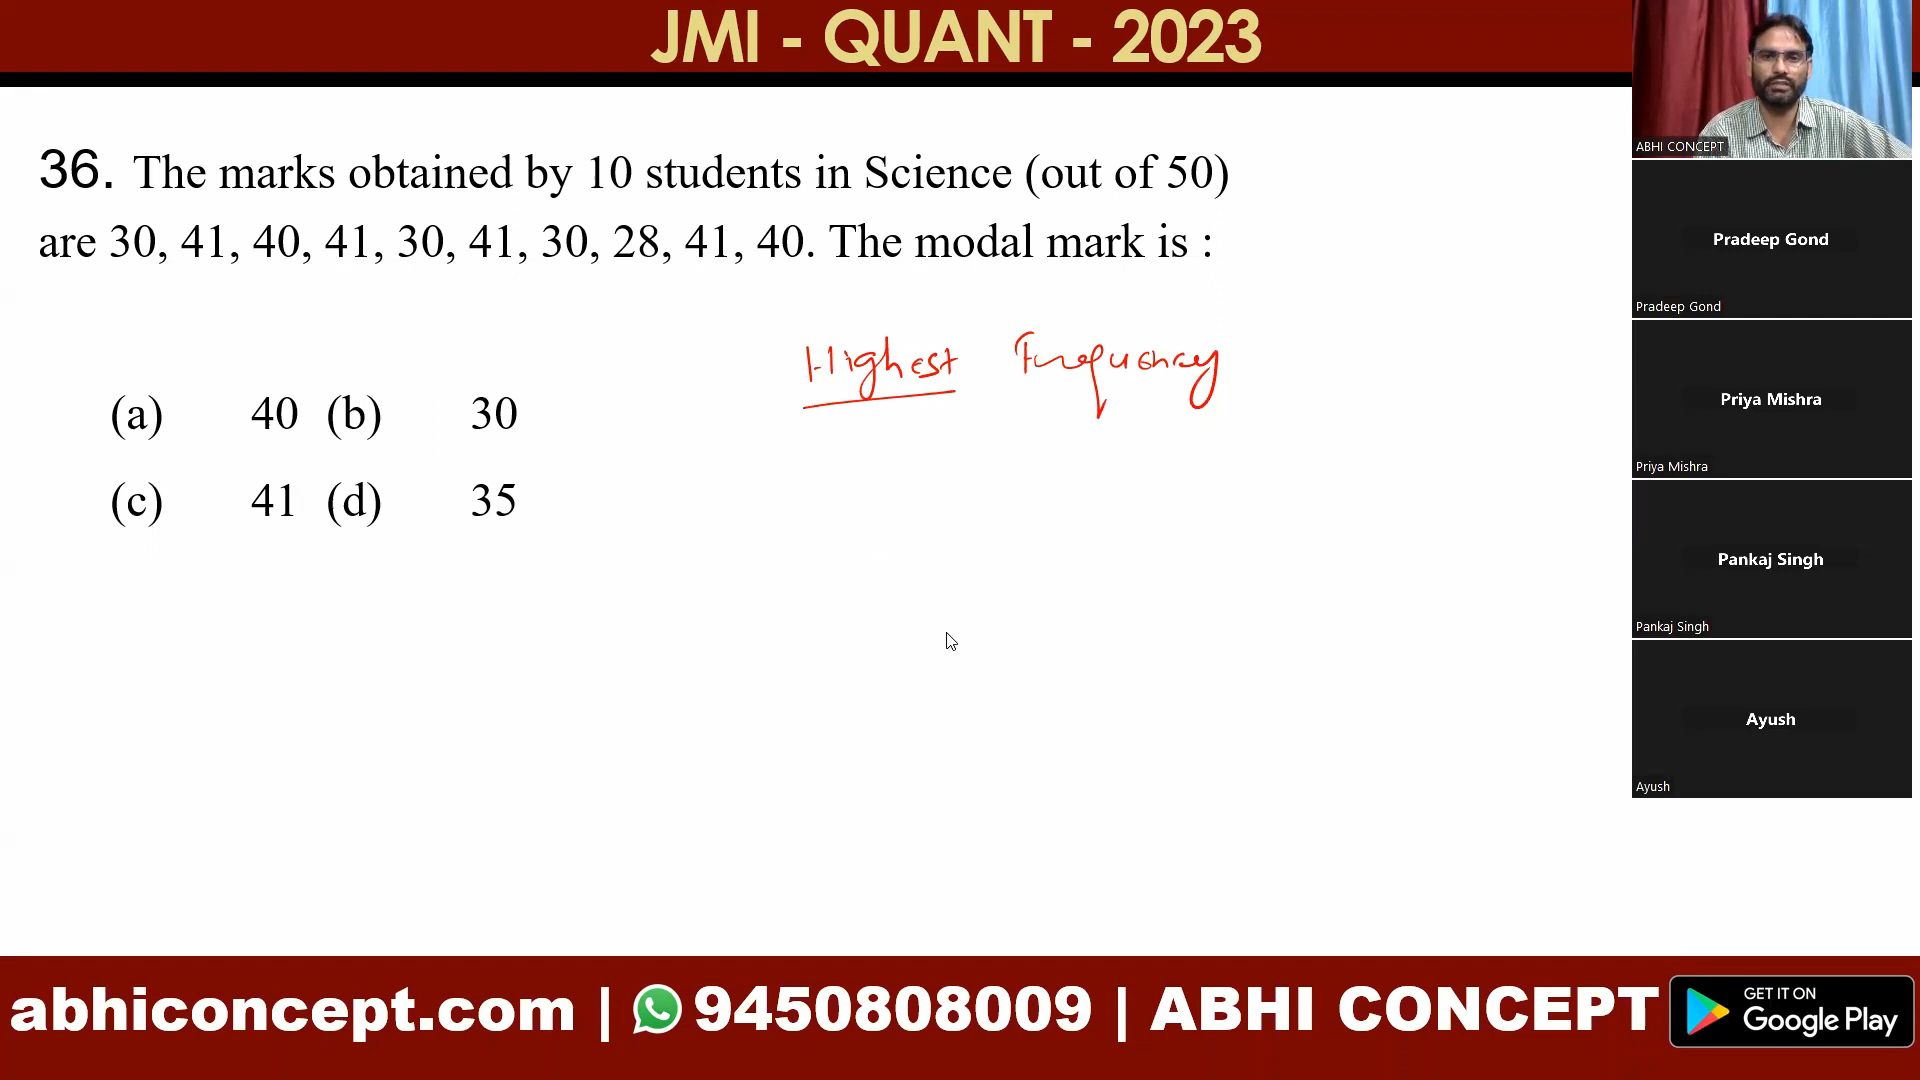 JMI - QUANT - 2023
36. The marks obtained by 10 students in Science (out of 50)
are 30, 41, 40, 41, 30, 41, 30, 28, 41, 40. The modal mark is :
Highest Frequency
(a) 40 (b) 30
(c) 41 (d) 35
ABHI CONCEPT
Pradeep Gond
Pradeep Gond
Priya Mishra
Priya Mishra
Pankaj Singh
Pankaj Singh
Ayush
Ayush
abhiconcept.com | 9450808009 | ABHI CONCEPT
GET IT ON
Google Play